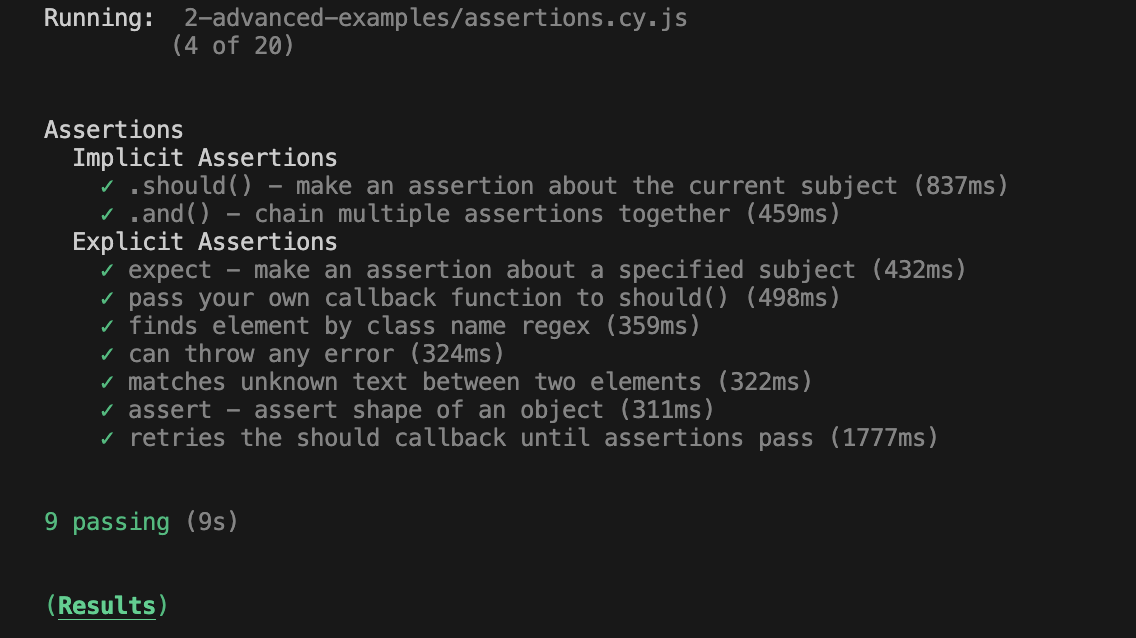 Running:  2-advanced-examples/assertions.cy.js
(4 of 20)
Assertions
Implicit Assertions
✓ .should() - make an assertion about the current subject (837ms)
✓ .and() - chain multiple assertions together (459ms)
Explicit Assertions
✓ expect - make an assertion about a specified subject (432ms)
✓ pass your own callback function to should() (498ms)
✓ finds element by class name regex (359ms)
✓ can throw any error (324ms)
✓ matches unknown text between two elements (322ms)
✓ assert - assert shape of an object (311ms)
✓ retries the should callback until assertions pass (1777ms)
9 passing (9s)
(Results)